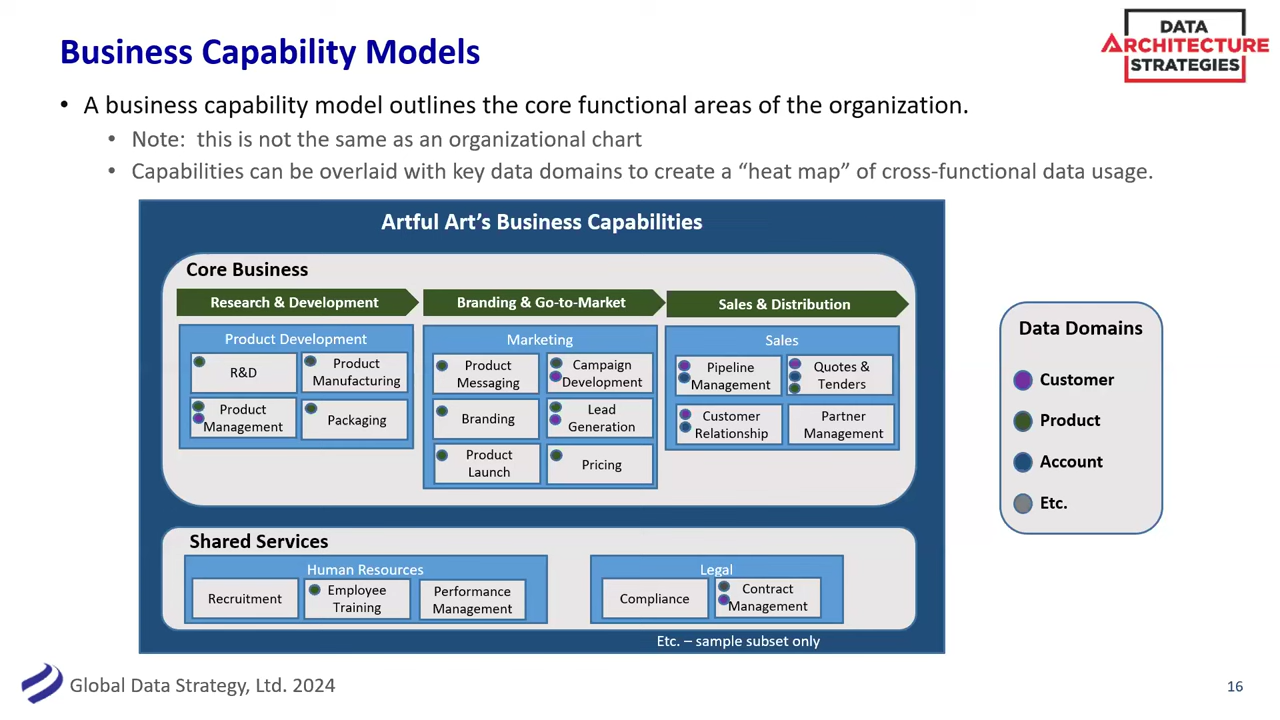 Business Capability Models
DATA
ARCHITECTURE
STRATEGIES
• A business capability model outlines the core functional areas of the organization.
• Note: this is not the same as an organizational chart
• Capabilities can be overlaid with key data domains to create a “heat map” of cross-functional data usage.
Artful Art’s Business Capabilities
Core Business
Research & Development
Branding & Go-to-Market
Sales & Distribution
Product Development
R&D
Product
Manufacturing
Product
Management
Packaging
Marketing
Product
Messaging
Campaign
Development
Branding
Lead
Generation
Product
Launch
Pricing
Sales
Pipeline
Management
Quotes &
Tenders
Customer
Relationship
Partner
Management
Data Domains
Customer
Product
Account
Etc.
Shared Services
Human Resources
Recruitment
Employee
Training
Performance
Management
Legal
Compliance
Contract
Management
Etc. – sample subset only
Global Data Strategy, Ltd. 2024
16